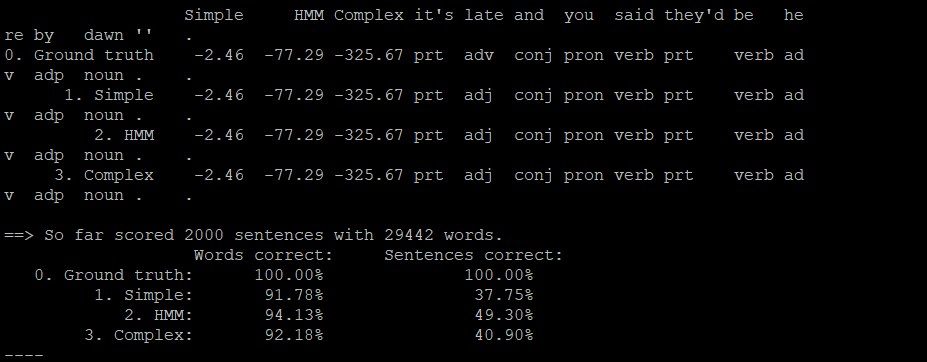 Simple     HMM Complex it's late and  you  said they'd be   he
re by   dawn ''   .
0. Ground truth    -2.46  -77.29 -325.67 prt  adv  conj pron verb prt    verb ad
v  adp  noun .    .
      1. Simple    -2.46  -77.29 -325.67 prt  adj  conj pron verb prt    verb ad
v  adp  noun .    .
         2. HMM    -2.46  -77.29 -325.67 prt  adj  conj pron verb prt    verb ad
v  adp  noun .    .
     3. Complex    -2.46  -77.29 -325.67 prt  adj  conj pron verb prt    verb ad
v  adp  noun .    .

==> So far scored 2000 sentences with 29442 words.
                   Words correct:     Sentences correct:
   0. Ground truth:      100.00%              100.00%
         1. Simple:       91.78%               37.75%
            2. HMM:       94.13%               49.30%
        3. Complex:       92.18%               40.90%
----